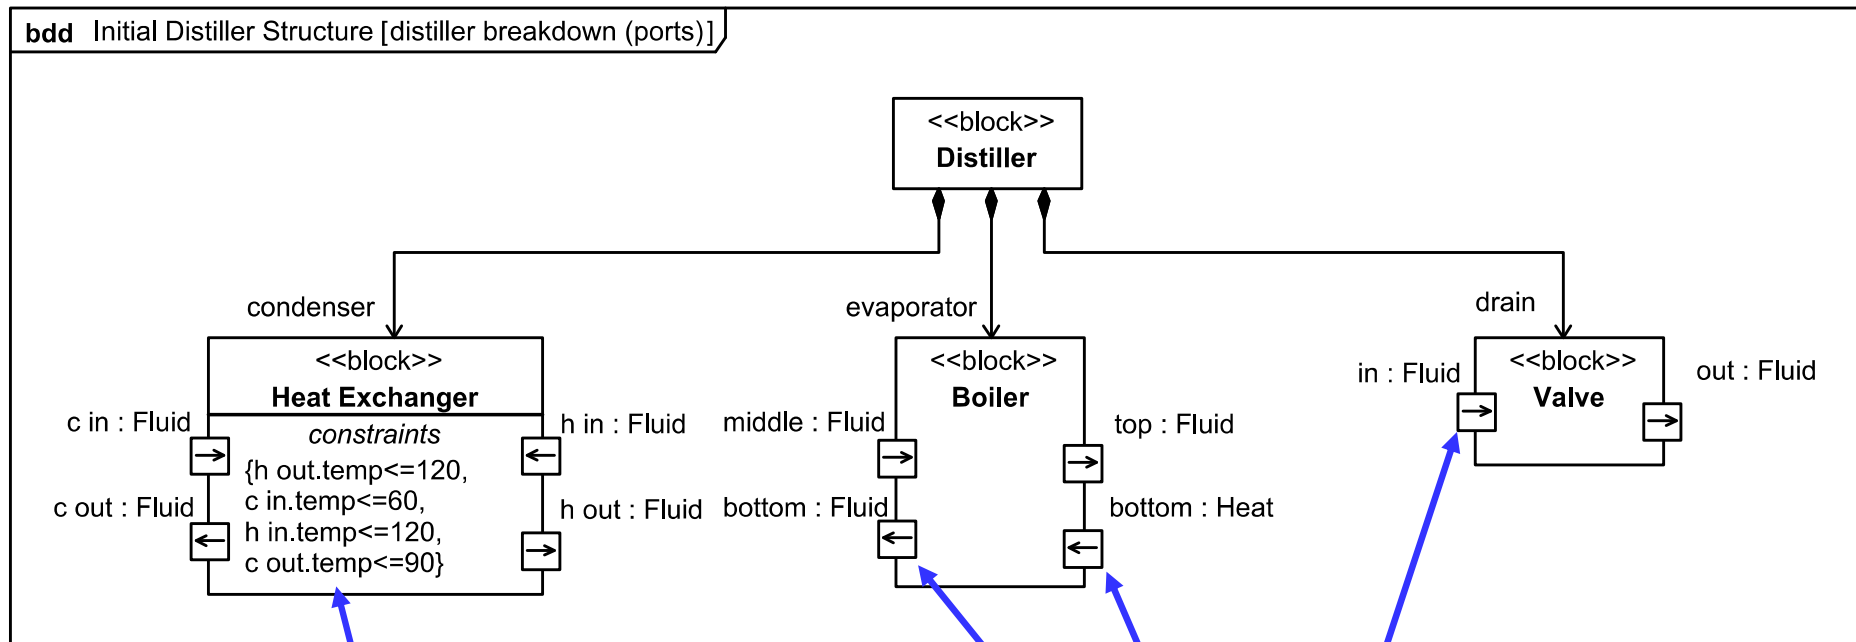 bdd Initial Distiller Structure [distiller breakdown (ports)]
<<block>>
Distiller
condenser
evaporator
drain
<<block>>
Heat Exchanger
constraints
{h out.temp<=120,
c in.temp<=60,
h in.temp<=120,
c out.temp<=90}
c in : Fluid
c out : Fluid
h in : Fluid
h out : Fluid
<<block>>
Boiler
middle : Fluid
bottom : Fluid
top : Fluid
bottom : Heat
<<block>>
Valve
in : Fluid
out : Fluid